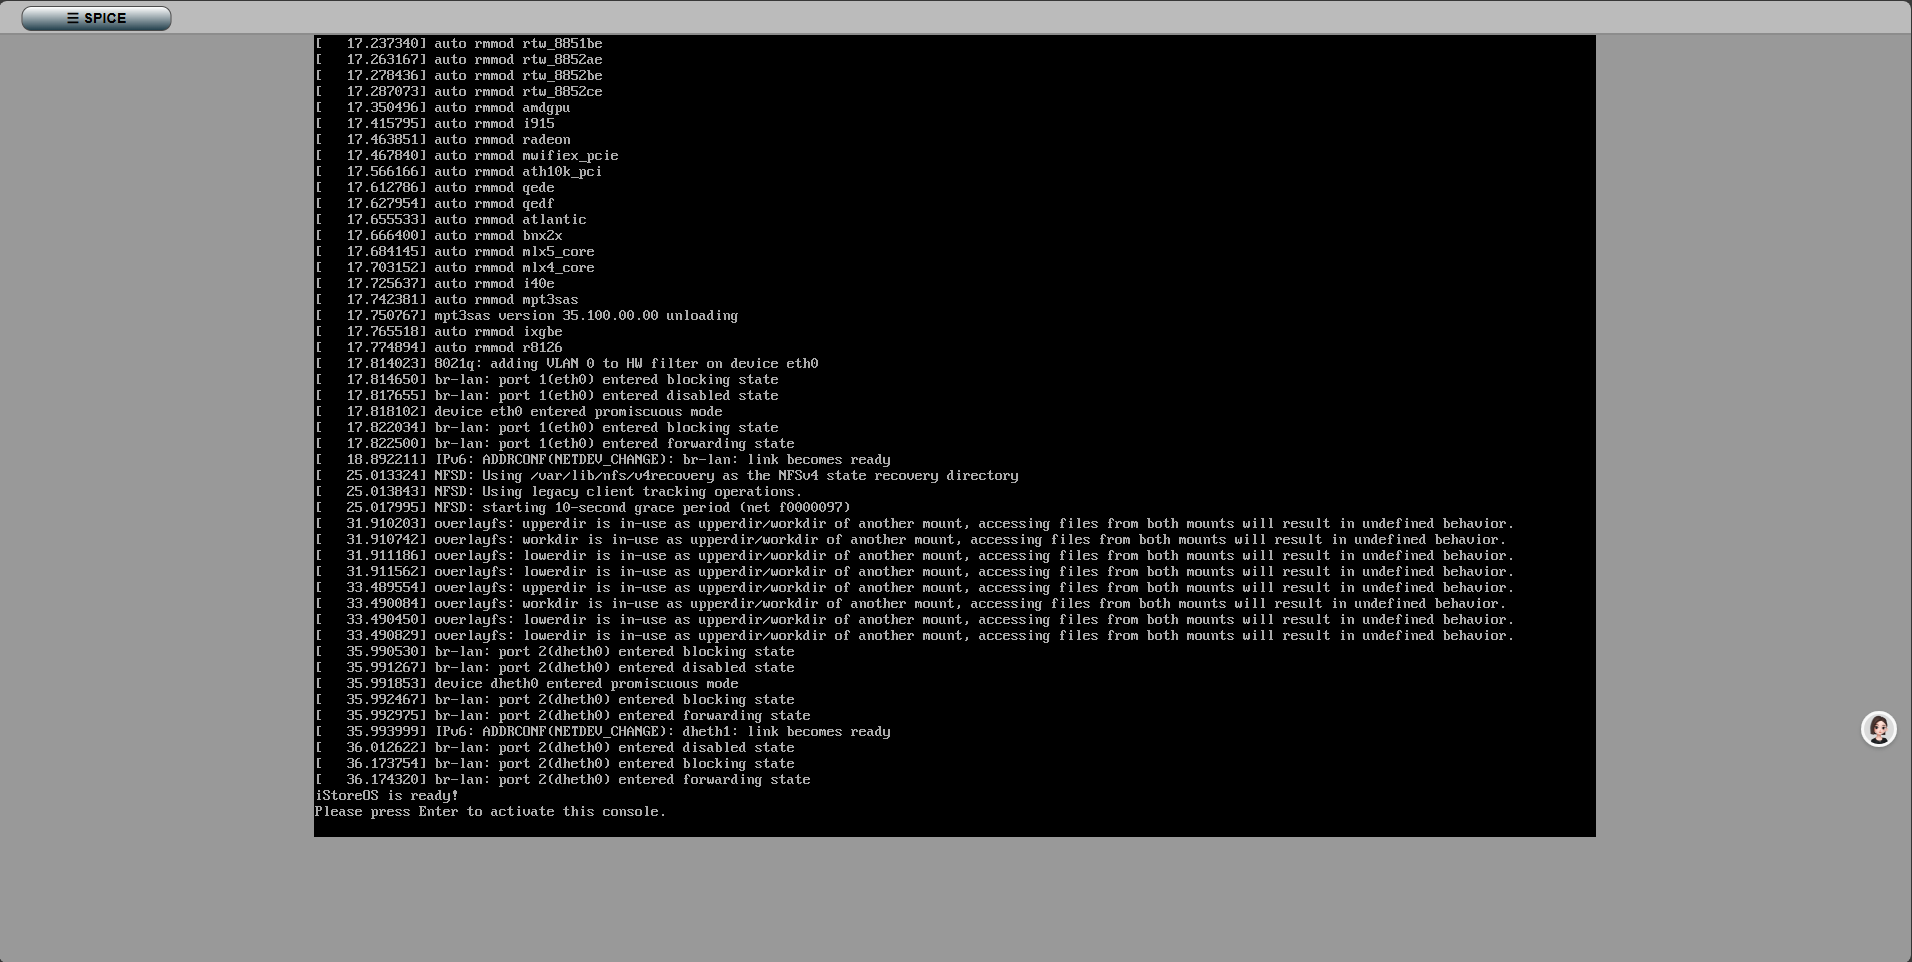 ☰ SPICE
[   17.237340] auto rmmod rtw_8851be
[   17.263167] auto rmmod rtw_8852ae
[   17.278436] auto rmmod rtw_8852be
[   17.287073] auto rmmod rtw_8852ce
[   17.350496] auto rmmod amdgpu
[   17.415795] auto rmmod i915
[   17.463851] auto rmmod radeon
[   17.467840] auto rmmod mwifiex_pcie
[   17.566166] auto rmmod ath10k_pci
[   17.612786] auto rmmod qede
[   17.627954] auto rmmod qedf
[   17.655533] auto rmmod atlantic
[   17.666400] auto rmmod bnx2x
[   17.684145] auto rmmod mlx5_core
[   17.703152] auto rmmod mlx4_core
[   17.725637] auto rmmod i40e
[   17.742381] auto rmmod mpt3sas
[   17.750767] mpt3sas version 35.100.00.00 unloading
[   17.765518] auto rmmod ixgbe
[   17.774894] auto rmmod r8126
[   17.814023] 8021q: adding VLAN 0 to HW filter on device eth0
[   17.814650] br-lan: port 1(eth0) entered blocking state
[   17.817655] br-lan: port 1(eth0) entered disabled state
[   17.818102] device eth0 entered promiscuous mode
[   17.822034] br-lan: port 1(eth0) entered blocking state
[   17.822500] br-lan: port 1(eth0) entered forwarding state
[   18.892211] IPv6: ADDRCONF(NETDEV_CHANGE): br-lan: link becomes ready
[   25.013324] NFSD: Using /var/lib/nfs/v4recovery as the NFSv4 state recovery directory
[   25.013843] NFSD: Using legacy client tracking operations.
[   25.017995] NFSD: starting 10-second grace period (net f0000097)
[   31.910203] overlayfs: upperdir is in-use as upperdir/workdir of another mount, accessing files from both mounts will result in undefined behavior.
[   31.910742] overlayfs: workdir is in-use as upperdir/workdir of another mount, accessing files from both mounts will result in undefined behavior.
[   31.911186] overlayfs: lowerdir is in-use as upperdir/workdir of another mount, accessing files from both mounts will result in undefined behavior.
[   31.911562] overlayfs: lowerdir is in-use as upperdir/workdir of another mount, accessing files from both mounts will result in undefined behavior.
[   33.489554] overlayfs: upperdir is in-use as upperdir/workdir of another mount, accessing files from both mounts will result in undefined behavior.
[   33.490084] overlayfs: workdir is in-use as upperdir/workdir of another mount, accessing files from both mounts will result in undefined behavior.
[   33.490450] overlayfs: lowerdir is in-use as upperdir/workdir of another mount, accessing files from both mounts will result in undefined behavior.
[   33.490829] overlayfs: lowerdir is in-use as upperdir/workdir of another mount, accessing files from both mounts will result in undefined behavior.
[   35.990530] br-lan: port 2(dheth0) entered blocking state
[   35.991267] br-lan: port 2(dheth0) entered disabled state
[   35.991853] device dheth0 entered promiscuous mode
[   35.992467] br-lan: port 2(dheth0) entered blocking state
[   35.992975] br-lan: port 2(dheth0) entered forwarding state
[   35.993999] IPv6: ADDRCONF(NETDEV_CHANGE): dheth1: link becomes ready
[   36.012622] br-lan: port 2(dheth0) entered disabled state
[   36.173754] br-lan: port 2(dheth0) entered blocking state
[   36.174320] br-lan: port 2(dheth0) entered forwarding state
iStoreOS is ready!
Please press Enter to activate this console.